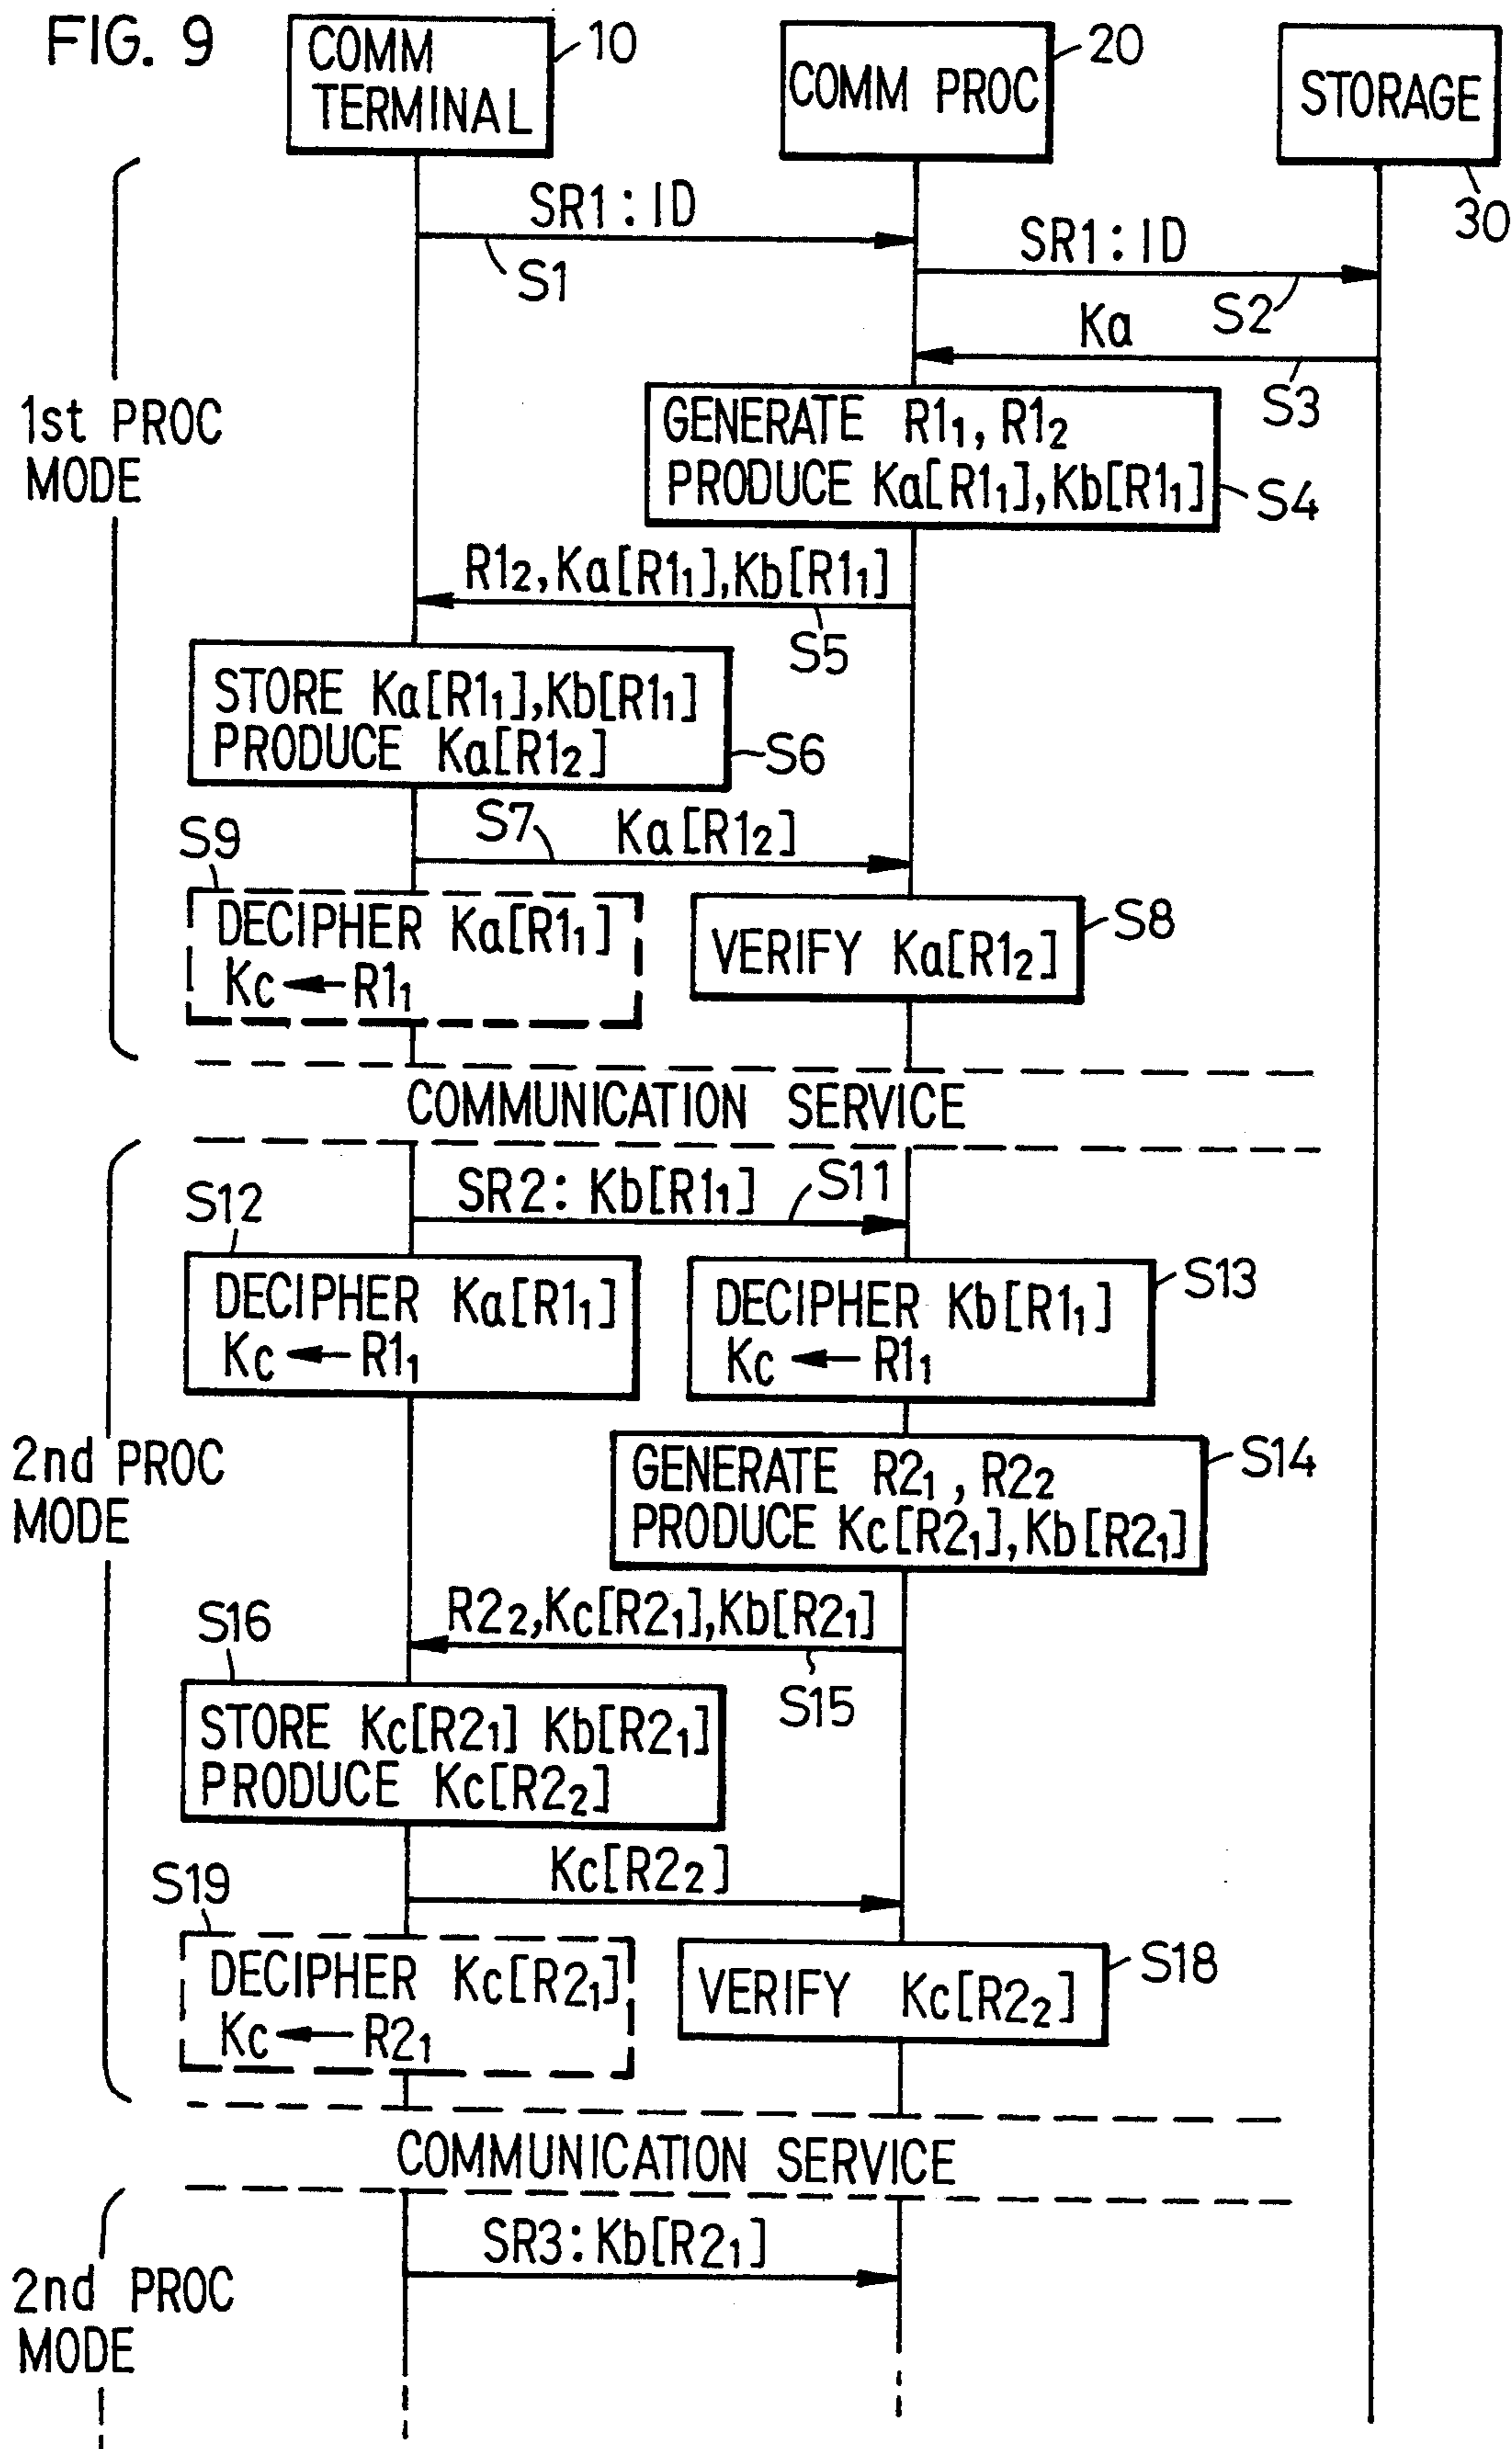 FIG. 9
COMM
TERMINAL
10
COMM PROC
20
STORAGE
30
SR1:ID
S1
SR1:ID
S2
Ka
S3
1st PROC
MODE
GENERATE R1₁, R1₂
PRODUCE Ka[R1₁],Kb[R1₁]
S4
R1₂,Ka[R1₁],Kb[R1₁]
S5
STORE Ka[R1₁],Kb[R1₁]
PRODUCE Ka[R1₂]
S6
S7
Ka[R1₂]
S9
DECIPHER Ka[R1₁]
Kc ← R1₁
VERIFY Ka[R1₂]
S8
COMMUNICATION SERVICE
SR2: Kb[R1₁]
S11
S12
DECIPHER Ka[R1₁]
Kc ← R1₁
DECIPHER Kb[R1₁]
Kc ← R1₁
S13
2nd PROC
MODE
GENERATE R2₁, R2₂
PRODUCE Kc[R2₁],Kb[R2₁]
S14
R2₂,Kc[R2₁],Kb[R2₁]
S15
S16
STORE Kc[R2₁] Kb[R2₁]
PRODUCE Kc[R2₂]
Kc[R2₂]
S19
DECIPHER Kc[R2₁]
Kc ← R2₁
VERIFY Kc[R2₂]
S18
COMMUNICATION SERVICE
SR3:Kb[R2₁]
2nd PROC
MODE